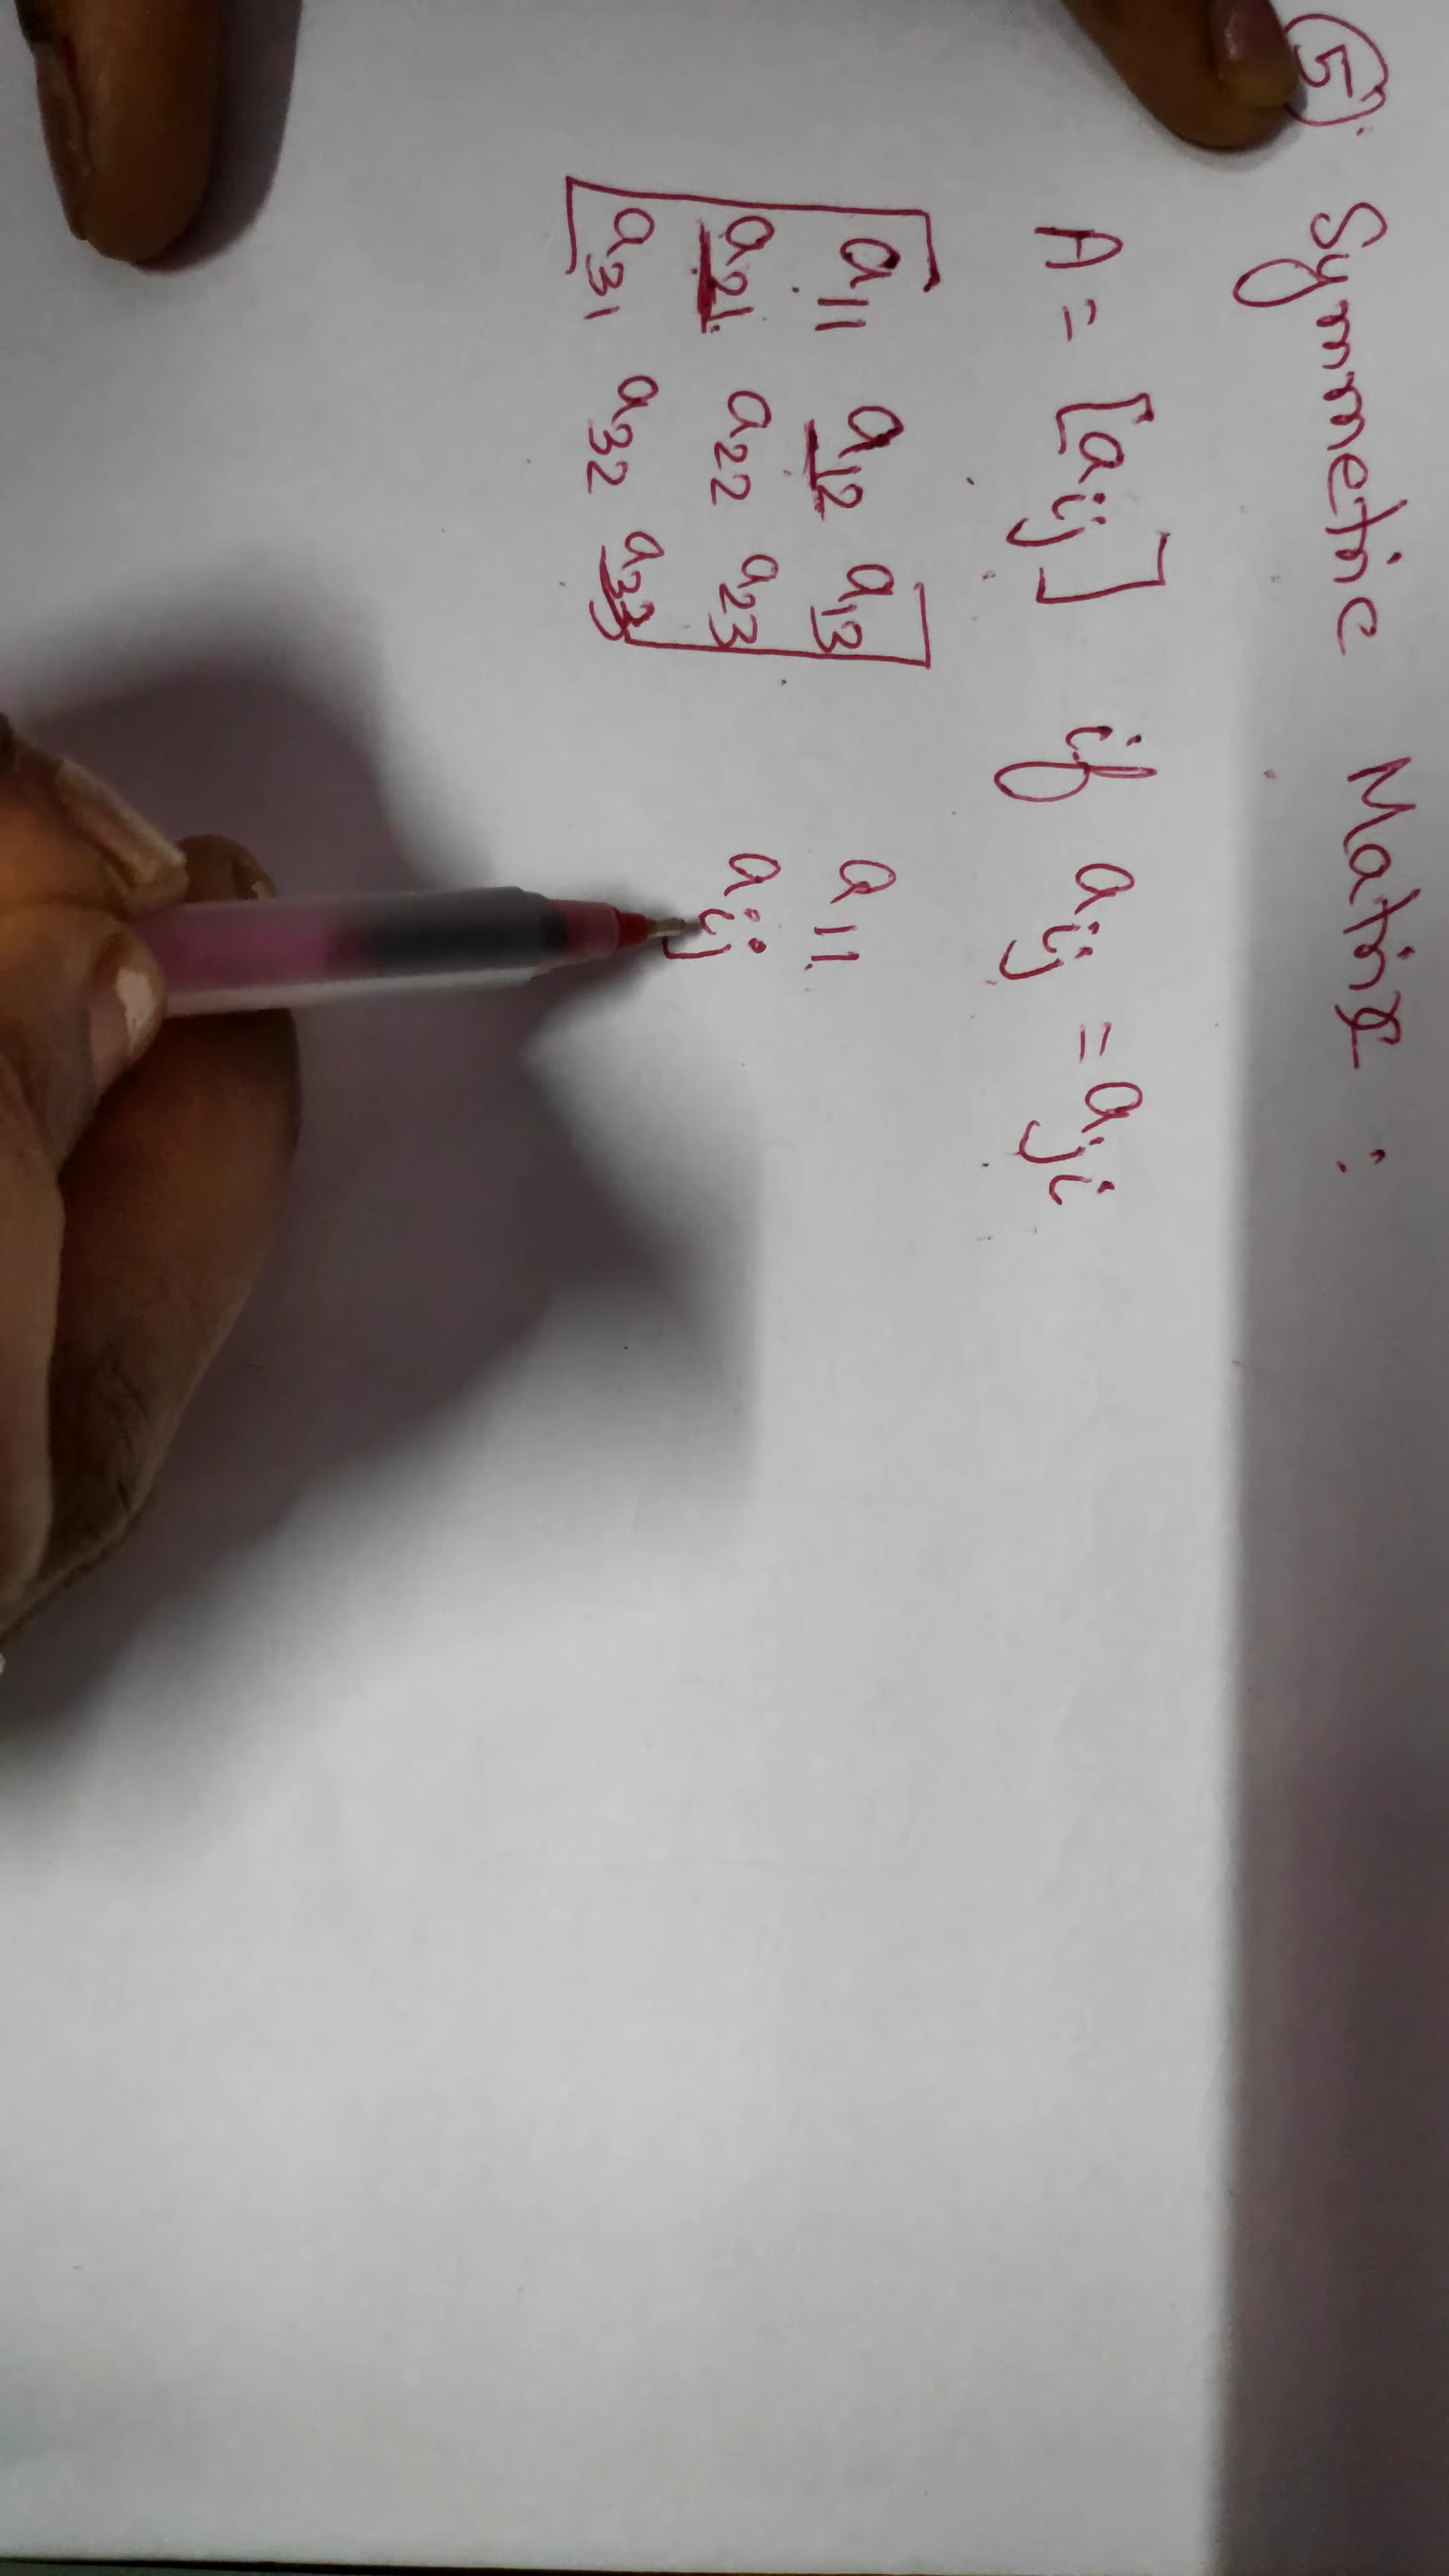 5. Symmetric Matrix :
A = [aij] if aij = aji
a11 a12 a13 a11
a21 a22 a23 aij
a31 a32 a33